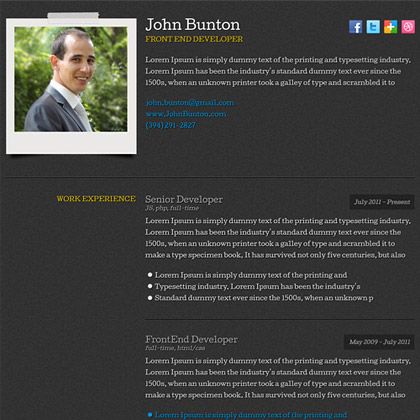 John Bunton
FRONT END DEVELOPER
Lorem Ipsum is simply dummy text of the printing and typesetting industry,
Lorem Ipsum has been the industry's standard dummy text ever since the
1500s, when an unknown printer took a galley of type and scrambled it to
john.bunton@gmail.com
www.JohnBunton.com
(394) 291-2827
WORK EXPERIENCE
Senior Developer
July 2011 - Present
JS, php, full-time
Lorem Ipsum is simply dummy text of the printing and typesetting industry,
Lorem Ipsum has been the industry's standard dummy text ever since the
1500s, when an unknown printer took a galley of type and scrambled it to
make a type specimen book, It has survived not only five centuries, but also
Lorem Ipsum is simply dummy text of the printing and
Typesetting industry, Lorem Ipsum has been the industry's
Standard dummy text ever since the 1500s, when an unknown p
FrontEnd Developer
May 2009 - July 2011
full-time, html/css
Lorem Ipsum is simply dummy text of the printing and typesetting industry,
Lorem Ipsum has been the industry's standard dummy text ever since the
1500s, when an unknown printer took a galley of type and scrambled it to
make a type specimen book, It has survived not only five centuries, but also
Lorem Ipsum is simply dummy text of the printing and